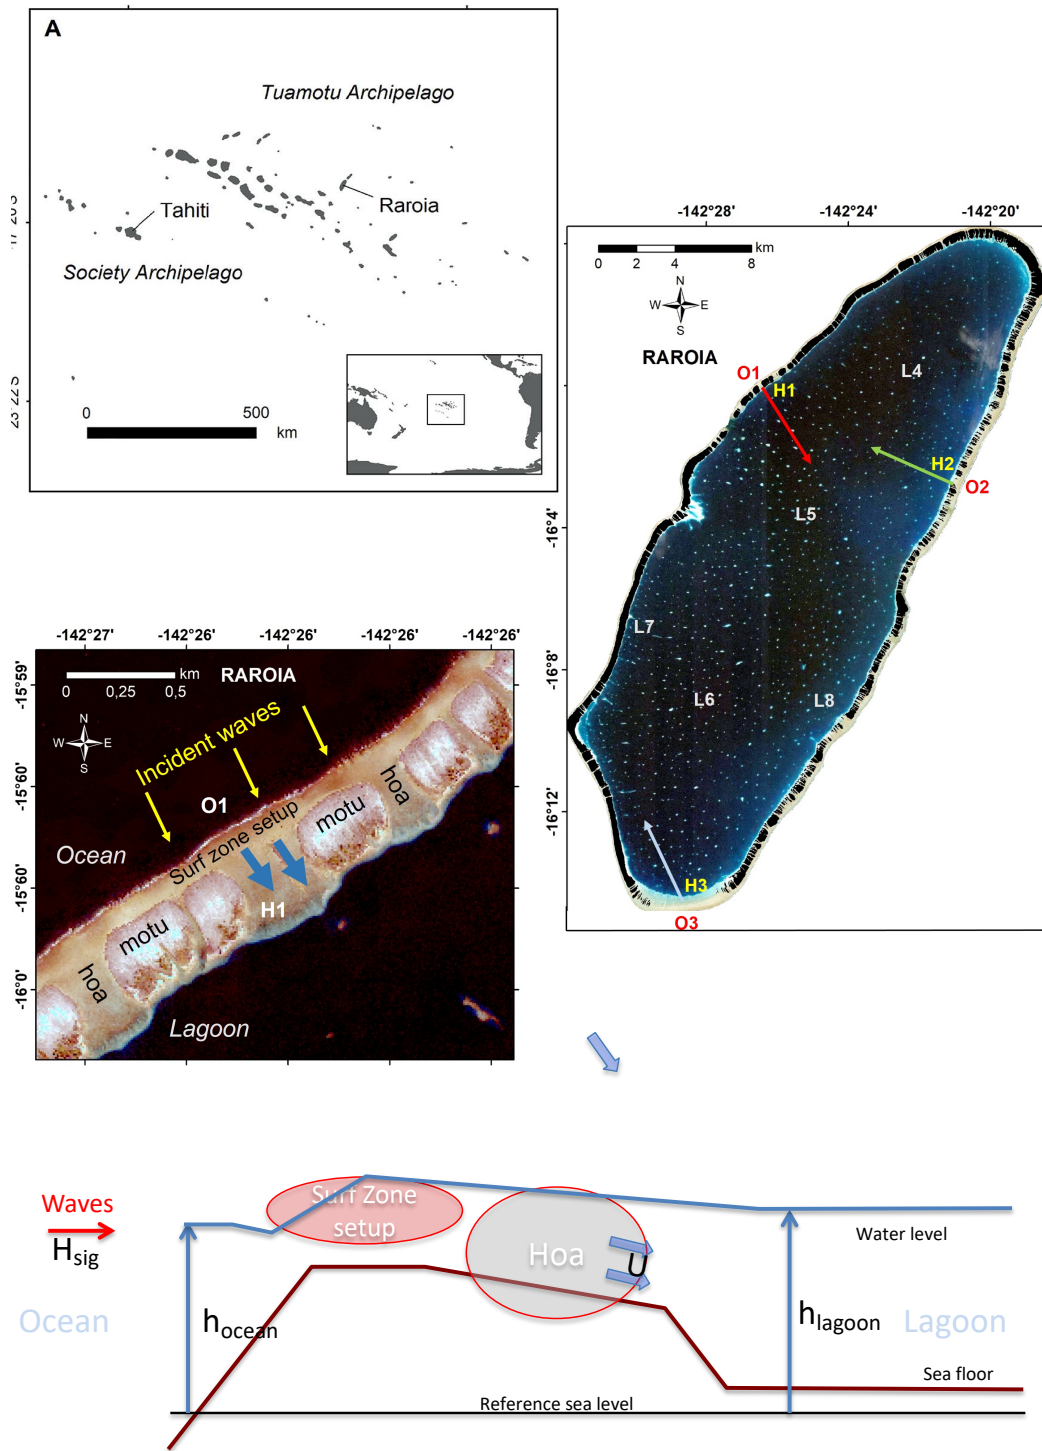 A
Tuamotu Archipelago
Raroia
Tahiti
Society Archipelago
23°22'S
0 500
km
-142°28' -142°24' -142°20'
km
0 2 4 8
N
W E
S
RAROIA
O1
H1
L4
H2
O2
L5
-16°4'
L7
-16°8'
L6
L8
-16°12'
H3
O3
-142°27' -142°26' -142°26' -142°26' -142°26'
-15°59'
km
0 0,25 0,5
RAROIA
N
W E
S
Incident waves
-15°60'
O1
hoa
motu
Surf zone setup
Ocean
-15°60'
H1
motu
hoa
-16°0'
Lagoon
Surf Zone
setup
Waves
Hsig
Water level
Hoa
U
Ocean
hocean
hlagoon
Lagoon
Sea floor
Reference sea level